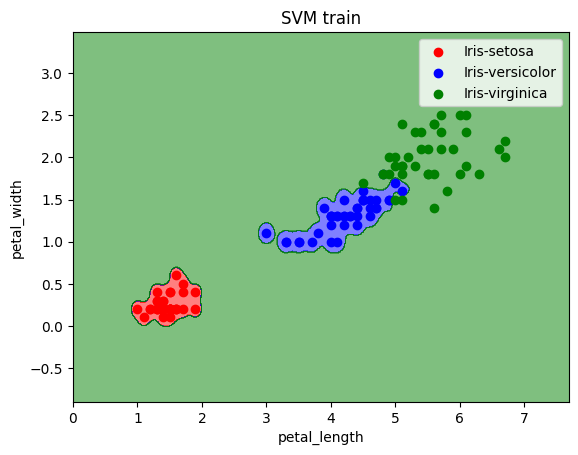 SVM train
Iris-setosa
Iris-versicolor
Iris-virginica
petal_width
3.0
2.5
2.0
1.5
1.0
0.5
0.0
−0.5
0 1 2 3 4 5 6 7
petal_length